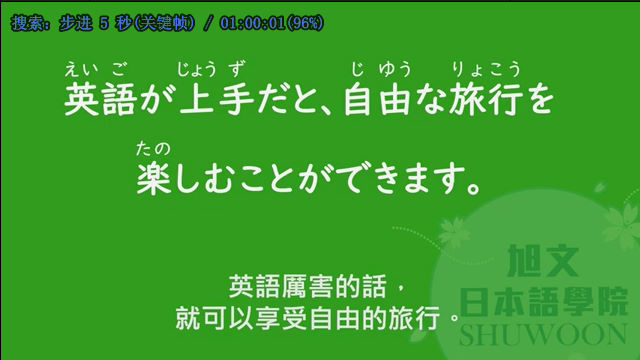 搜索: 步进 5 秒(关键帧) / 01:00:01(96%)
えい ご じょう ず じ ゆう りょこう
英語が上手だと、自由な旅行を
たの
楽しむことができます。
旭文
日本語學院
SHUWOON
英語厲害的話，
就可以享受自由的旅行。